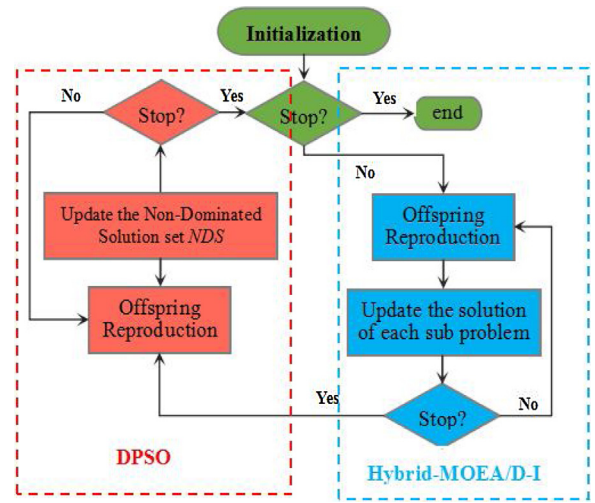 Initialization
No
Stop?
Yes
Stop?
Yes
end
No
Update the Non-Dominated
Solution set NDS
Offspring
Reproduction
Offspring
Reproduction
Update the solution
of each sub problem
Yes
Stop?
No
DPSO
Hybrid-MOEA/D-I